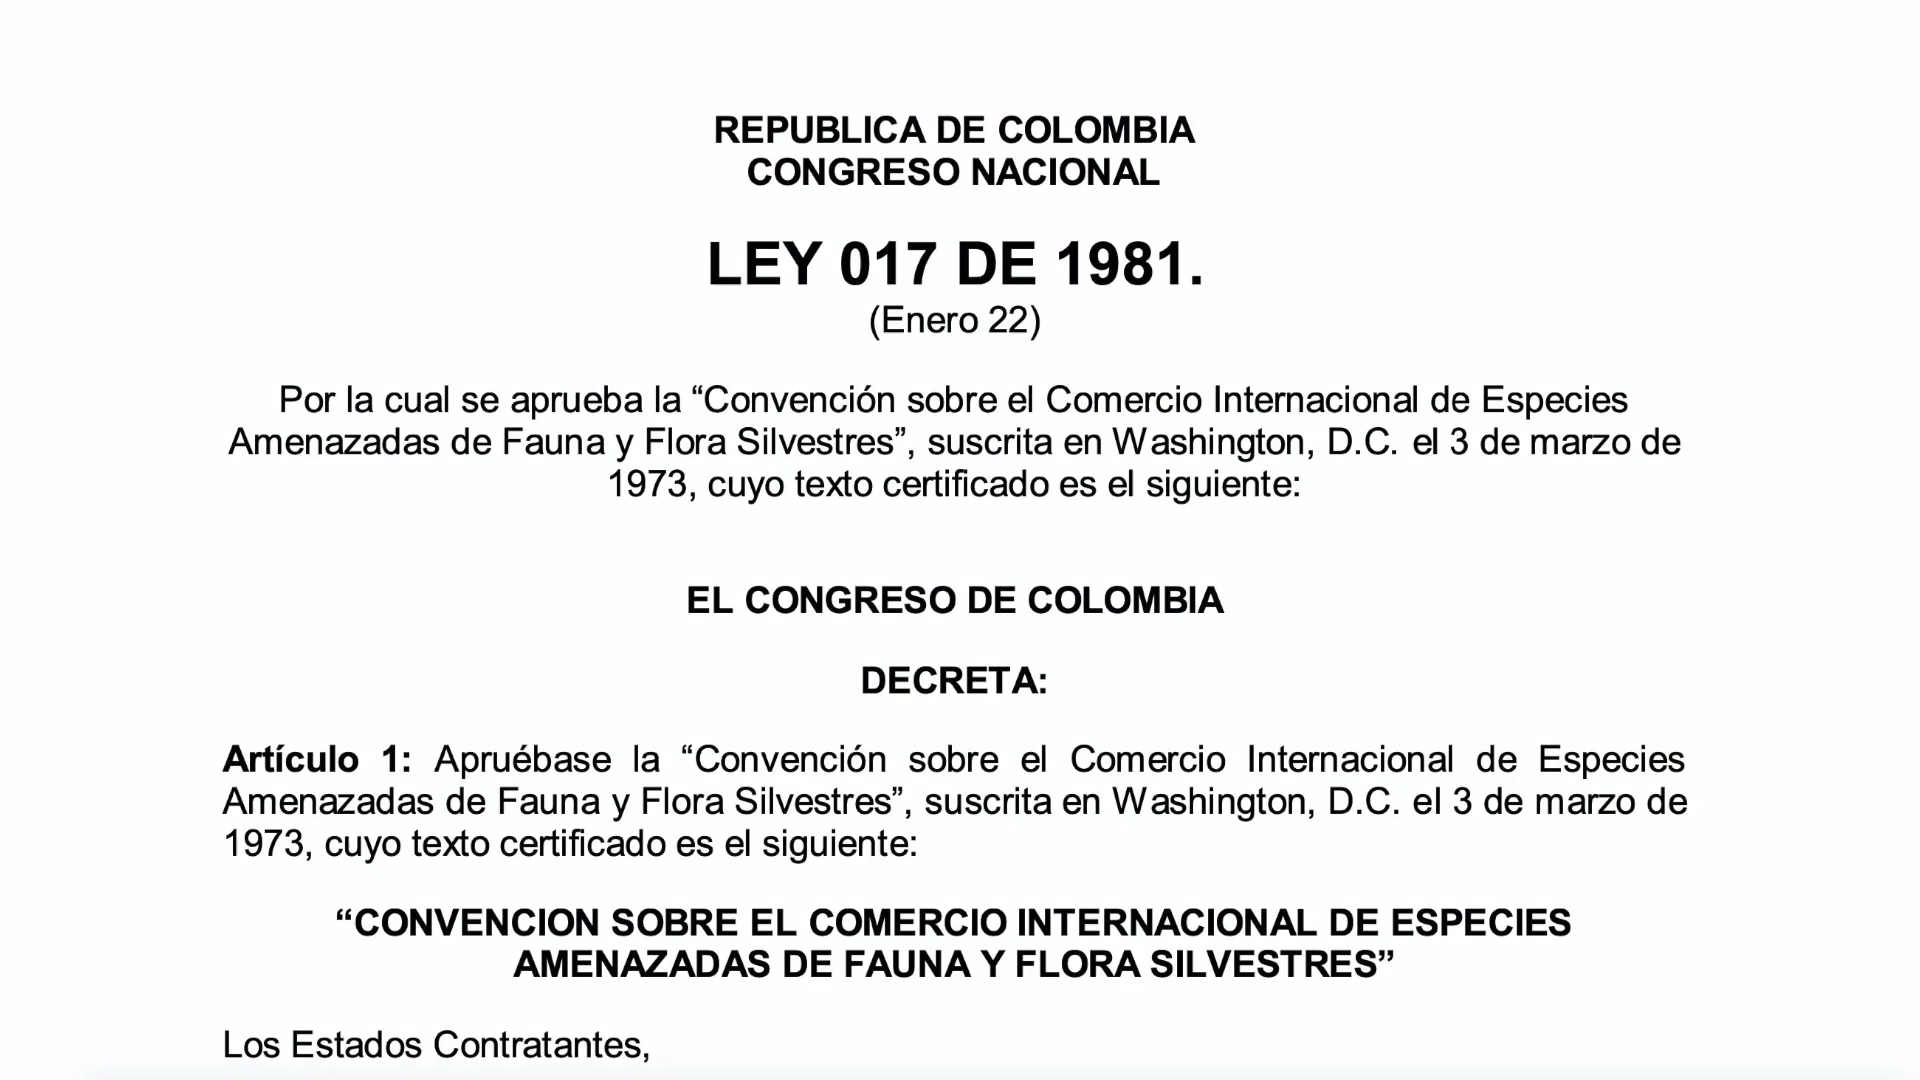 REPUBLICA DE COLOMBIA
CONGRESO NACIONAL
LEY 017 DE 1981.
(Enero 22)
Por la cual se aprueba la “Convención sobre el Comercio Internacional de Especies
Amenazadas de Fauna y Flora Silvestres”, suscrita en Washington, D.C. el 3 de marzo de
1973, cuyo texto certificado es el siguiente:
EL CONGRESO DE COLOMBIA
DECRETA:
Artículo 1: Apruébase la “Convención sobre el Comercio Internacional de Especies
Amenazadas de Fauna y Flora Silvestres”, suscrita en Washington, D.C. el 3 de marzo de
1973, cuyo texto certificado es el siguiente:
“CONVENCION SOBRE EL COMERCIO INTERNACIONAL DE ESPECIES
AMENAZADAS DE FAUNA Y FLORA SILVESTRES”
Los Estados Contratantes,